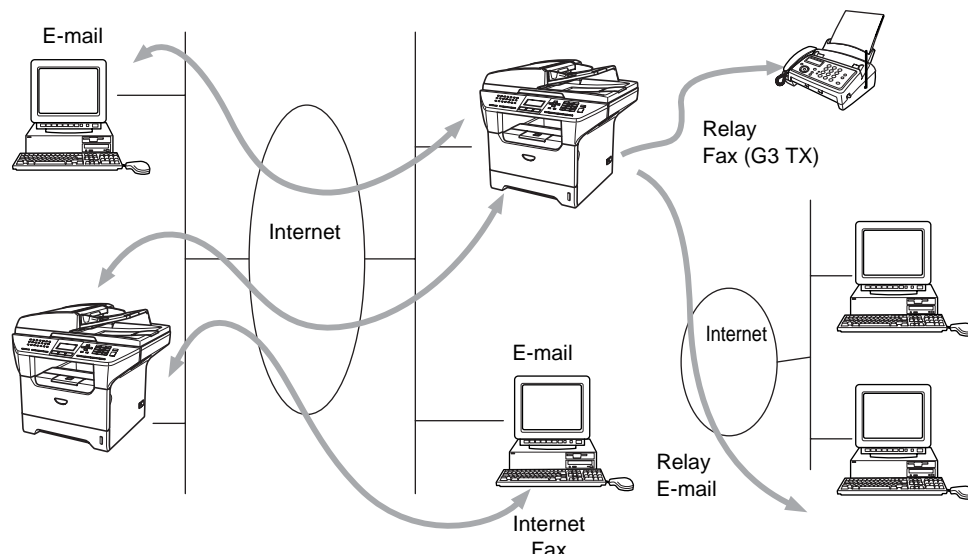 E-mail
Relay
Fax (G3 TX)
Internet
Internet
E-mail
Relay
E-mail
Internet
Fax